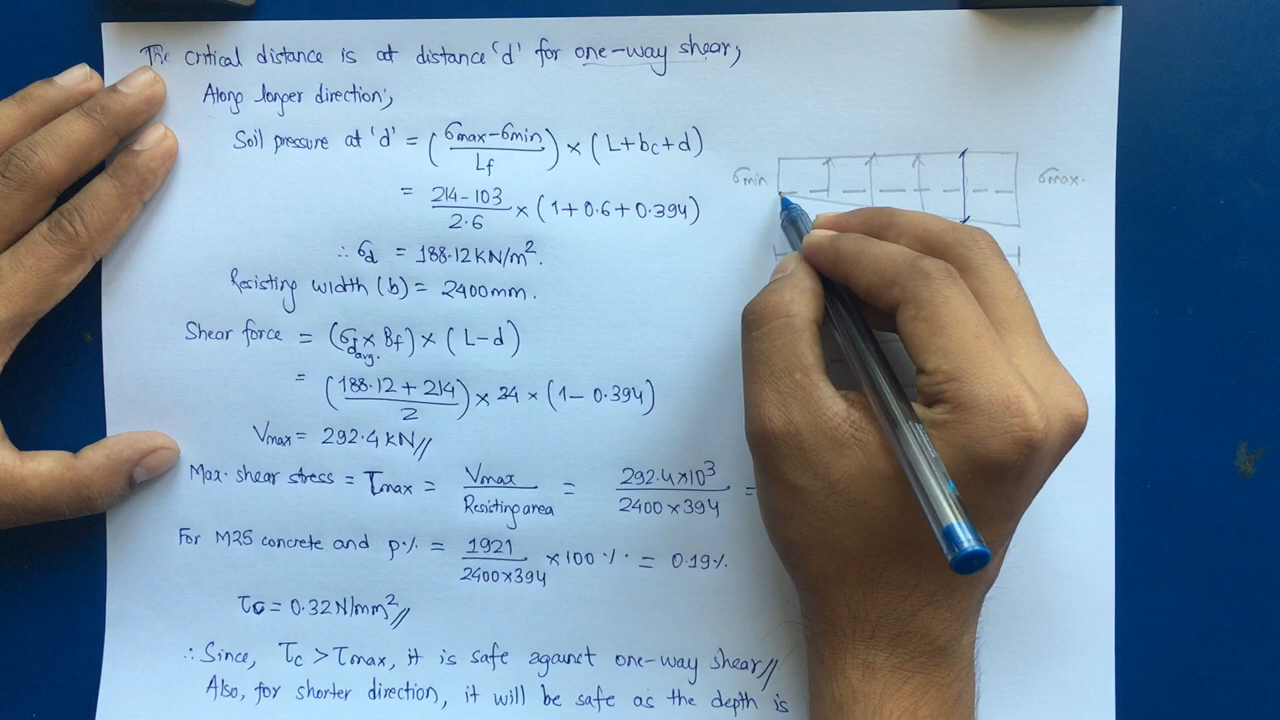 The critical distance is at distance 'd' for one-way shear,
Along longer direction,
Soil pressure at 'd' = (σmax-σmin/Lf) × (L+bc+d)
= 214-103/2.6 × (1+0.6+0.394)
∴ σd = 188.12 KN/m².
Resisting width (b) = 2400mm.
Shear force = (σdavg. × Bf) × (L-d)
= (188.12 + 214/2) × 24 × (1-0.394)
Vmax = 292.4 KN//
Max. shear stress = τmax = Vmax/Resisting area = 292.4×10³/2400×394 =
For M25 concrete and p% = 1921/2400×394 ×100 % = 0.19%.
τc = 0.32 N/mm²//
∴ Since, τc > τmax, it is safe against one-way shear//
Also, for shorter direction, it will be safe as the depth is
σmin
σmax.